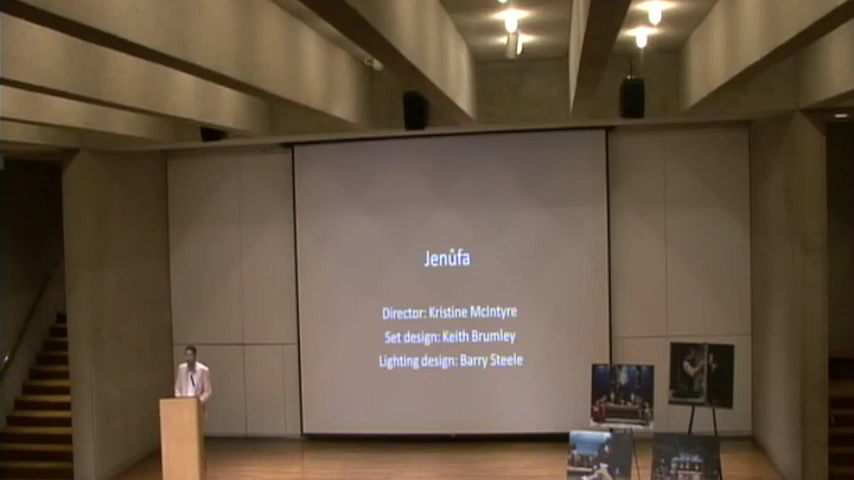 Jenůfa
Director: Kristine McIntyre
Set design: Keith Brumley
Lighting design: Barry Steele